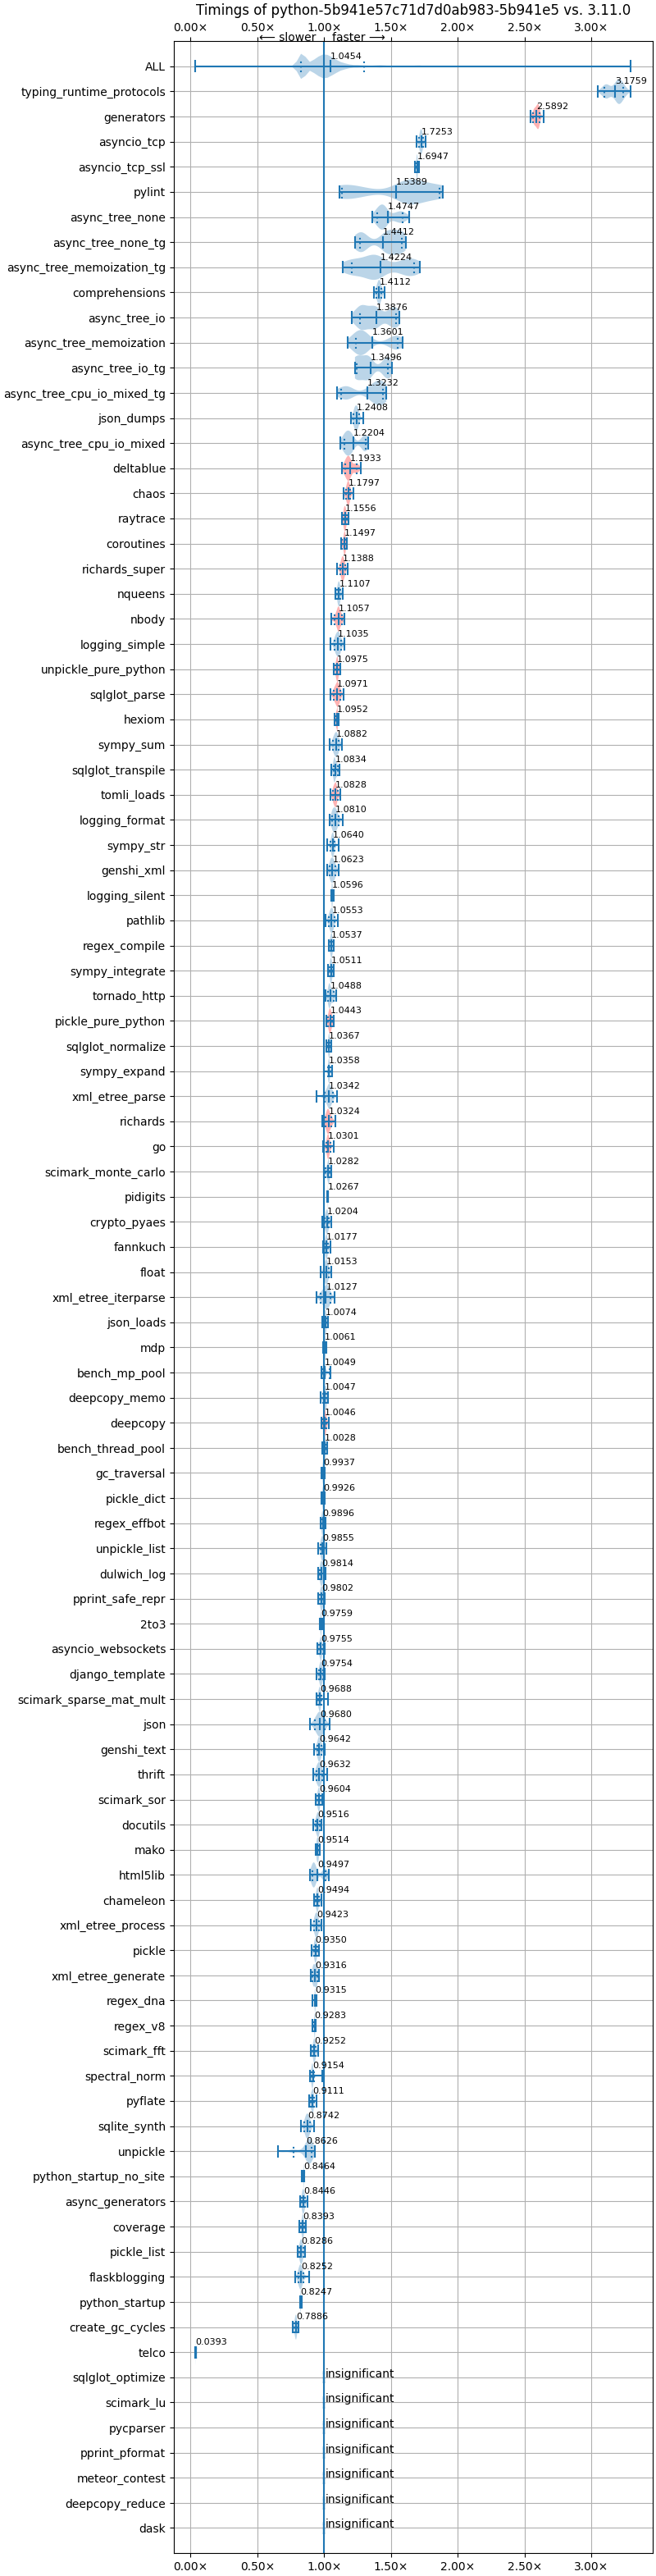 Timings of python-5b941e57c71d7d0ab983-5b941e5 vs. 3.11.0
0.00× 0.50× 1.00× 1.50× 2.00× 2.50× 3.00×
⟵ slower faster ⟶
ALL 1.0454
typing_runtime_protocols 3.1759
generators 2.5892
asyncio_tcp 1.7253
asyncio_tcp_ssl 1.6947
pylint 1.5389
async_tree_none 1.4747
async_tree_none_tg 1.4412
async_tree_memoization_tg 1.4224
comprehensions 1.4112
async_tree_io 1.3876
async_tree_memoization 1.3601
async_tree_io_tg 1.3496
async_tree_cpu_io_mixed_tg 1.3232
json_dumps 1.2408
async_tree_cpu_io_mixed 1.2204
deltablue 1.1933
chaos 1.1797
raytrace 1.1556
coroutines 1.1497
richards_super 1.1388
nqueens 1.1107
nbody 1.1057
logging_simple 1.1035
unpickle_pure_python 1.0975
sqlglot_parse 1.0971
hexiom 1.0952
sympy_sum 1.0882
sqlglot_transpile 1.0834
tomli_loads 1.0828
logging_format 1.0810
sympy_str 1.0640
genshi_xml 1.0623
logging_silent 1.0596
pathlib 1.0553
regex_compile 1.0537
sympy_integrate 1.0511
tornado_http 1.0488
pickle_pure_python 1.0443
sqlglot_normalize 1.0367
sympy_expand 1.0358
xml_etree_parse 1.0342
richards 1.0324
go 1.0301
scimark_monte_carlo 1.0282
pidigits 1.0267
crypto_pyaes 1.0204
fannkuch 1.0177
float 1.0153
xml_etree_iterparse 1.0127
json_loads 1.0074
mdp 1.0061
bench_mp_pool 1.0049
deepcopy_memo 1.0047
deepcopy 1.0046
bench_thread_pool 1.0028
gc_traversal 0.9937
pickle_dict 0.9926
regex_effbot 0.9896
unpickle_list 0.9855
dulwich_log 0.9814
pprint_safe_repr 0.9802
2to3 0.9759
asyncio_websockets 0.9755
django_template 0.9754
scimark_sparse_mat_mult 0.9688
json 0.9680
genshi_text 0.9642
thrift 0.9632
scimark_sor 0.9604
docutils 0.9516
mako 0.9514
html5lib 0.9497
chameleon 0.9494
xml_etree_process 0.9423
pickle 0.9350
xml_etree_generate 0.9316
regex_dna 0.9315
regex_v8 0.9283
scimark_fft 0.9252
spectral_norm 0.9154
pyflate 0.9111
sqlite_synth 0.8742
unpickle 0.8626
python_startup_no_site 0.8464
async_generators 0.8446
coverage 0.8393
pickle_list 0.8286
flaskblogging 0.8252
python_startup 0.8247
create_gc_cycles 0.7886
telco 0.0393
sqlglot_optimize insignificant
scimark_lu insignificant
pycparser insignificant
pprint_pformat insignificant
meteor_contest insignificant
deepcopy_reduce insignificant
dask insignificant
0.00× 0.50× 1.00× 1.50× 2.00× 2.50× 3.00×